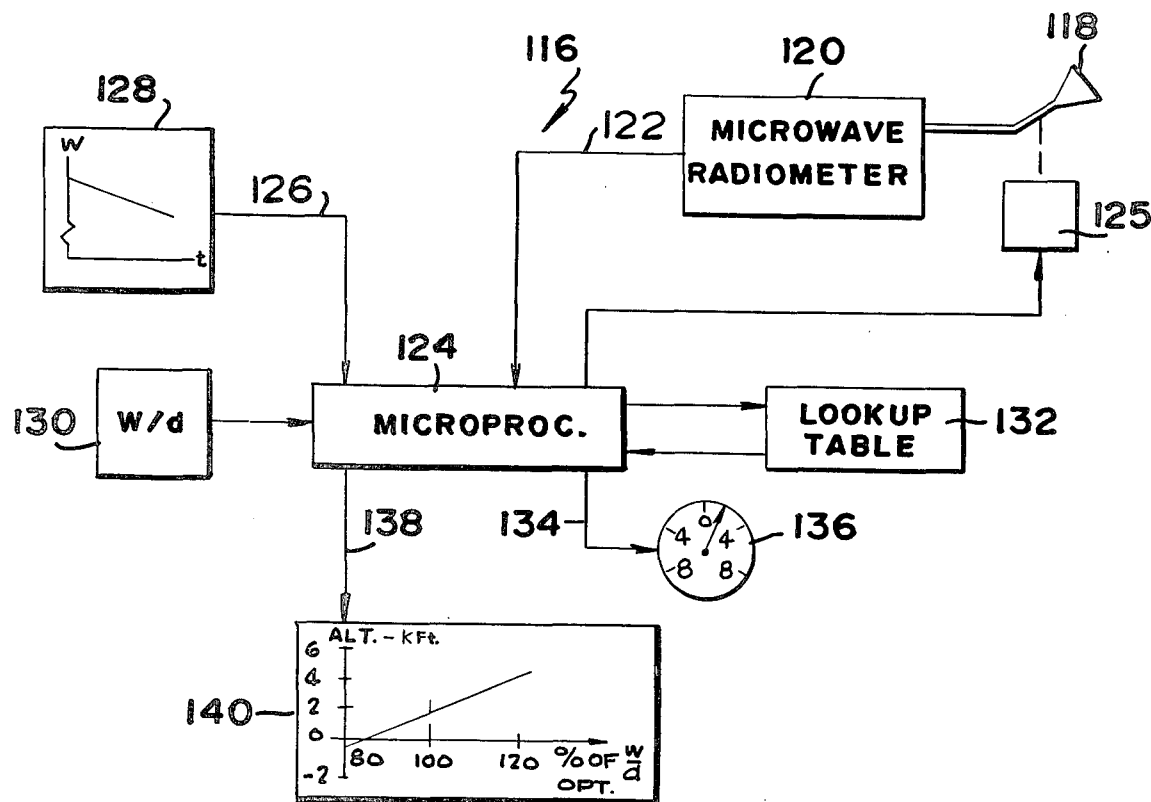 116
120
118
128
MICROWAVE
RADIOMETER
122
W
126
t
125
124
130
W/d
MICROPROC.
LOOKUP
TABLE
132
138
134
0
4 4
8 8
136
ALT. - KFt.
6
4
2
0
-2
140
80 100 120 % OF W/d
OPT.